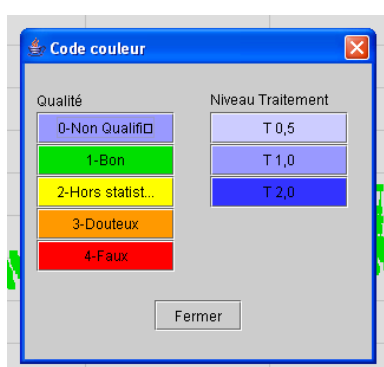 Code couleur
Qualité
Niveau Traitement
0-Non Qualifi□
T 0,5
1-Bon
T 1,0
2-Hors statist...
T 2,0
3-Douteux
4-Faux
Fermer